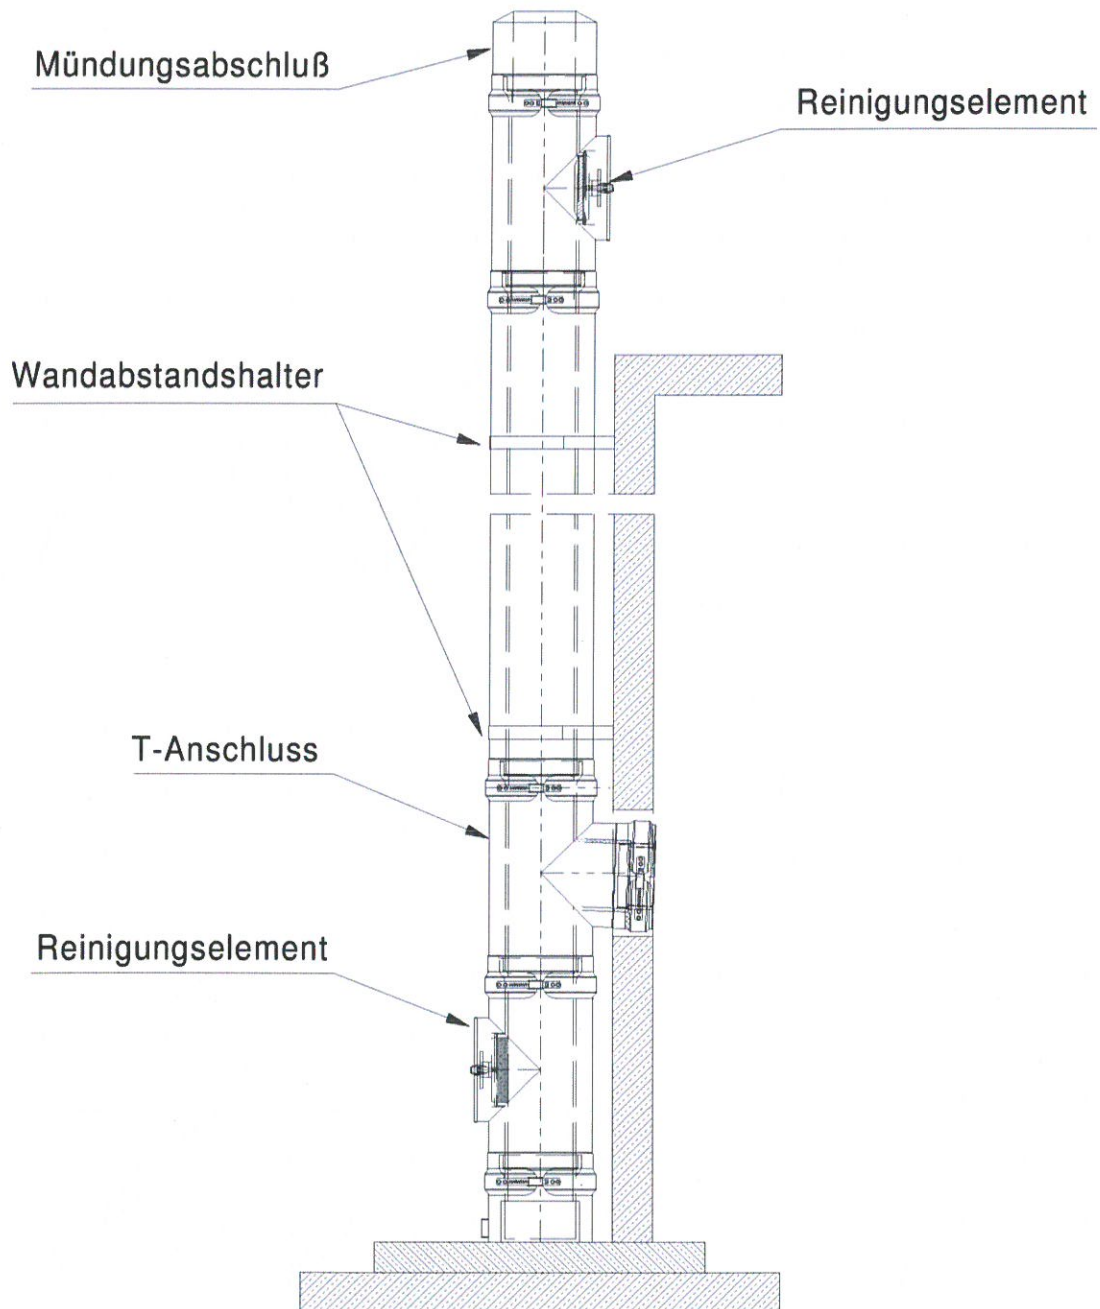 Mündungsabschluß
Reinigungselement
Wandabstandshalter
T-Anschluss
Reinigungselement